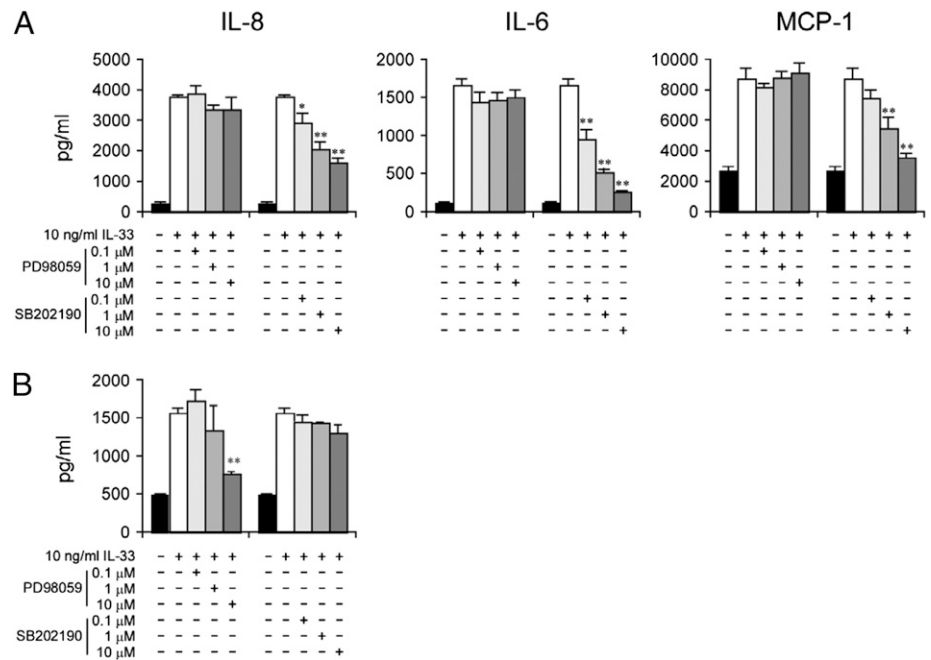 A
IL-8
IL-6
MCP-1
pg/ml
5000
4000
3000
2000
1000
0
* ** **
2000
1500
1000
500
0
** ** **
10000
8000
6000
4000
2000
0
** **
10 ng/ml IL-33 – + + + + – + + + + – + + + + – + + + + – + + + + – + + + +
PD98059
0.1 µM – – + – – – – – – – – – + – – – – – – – – – + – – – – – – –
1 µM – – – + – – – – – – – – – + – – – – – – – – – + – – – – – –
10 µM – – – – + – – – – – – – – – + – – – – – – – – – + – – – – –
SB202190
0.1 µM – – – – – – – + – – – – – – – – – + – – – – – – – – – + – –
1 µM – – – – – – – – + – – – – – – – – – + – – – – – – – – – + –
10 µM – – – – – – – – – + – – – – – – – – – + – – – – – – – – – +
B
pg/ml
2000
1500
1000
500
0
**
10 ng/ml IL-33 – + + + + – + + + +
PD98059
0.1 µM – – + – – – – – – –
1 µM – – – + – – – – – –
10 µM – – – – + – – – – –
SB202190
0.1 µM – – – – – – – + – –
1 µM – – – – – – – – + –
10 µM – – – – – – – – – +